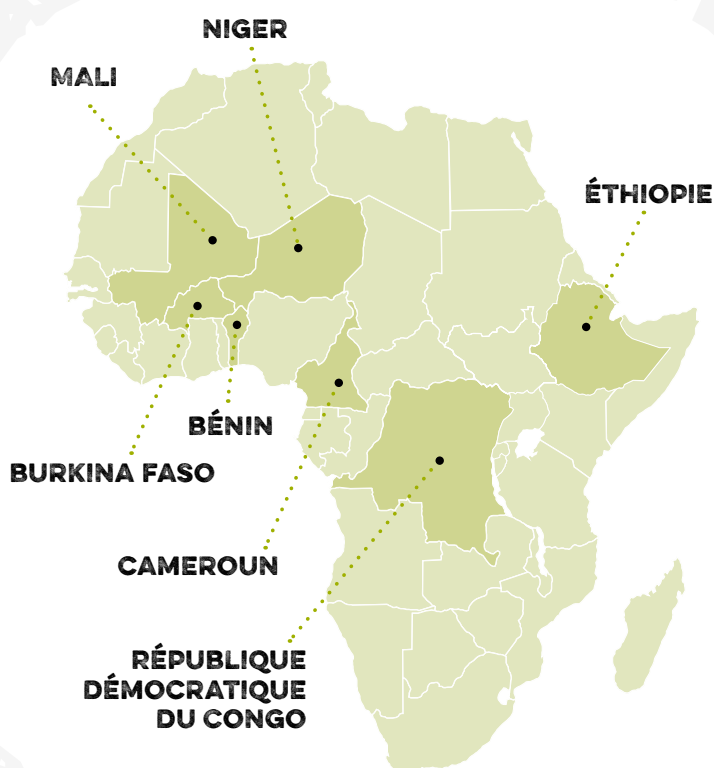 NIGER
MALI
ÉTHIOPIE
BÉNIN
BURKINA FASO
CAMEROUN
RÉPUBLIQUE
DÉMOCRATIQUE
DU CONGO